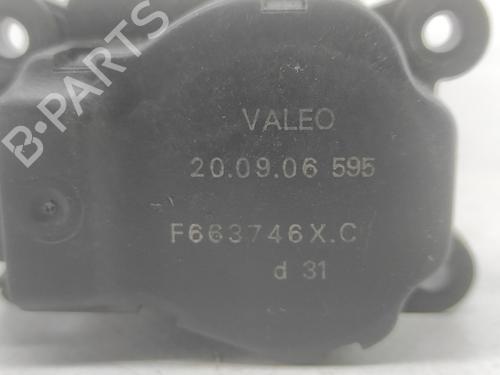 B-PARTS
VALEO
20.09.06 595
F663746X.C
d 31